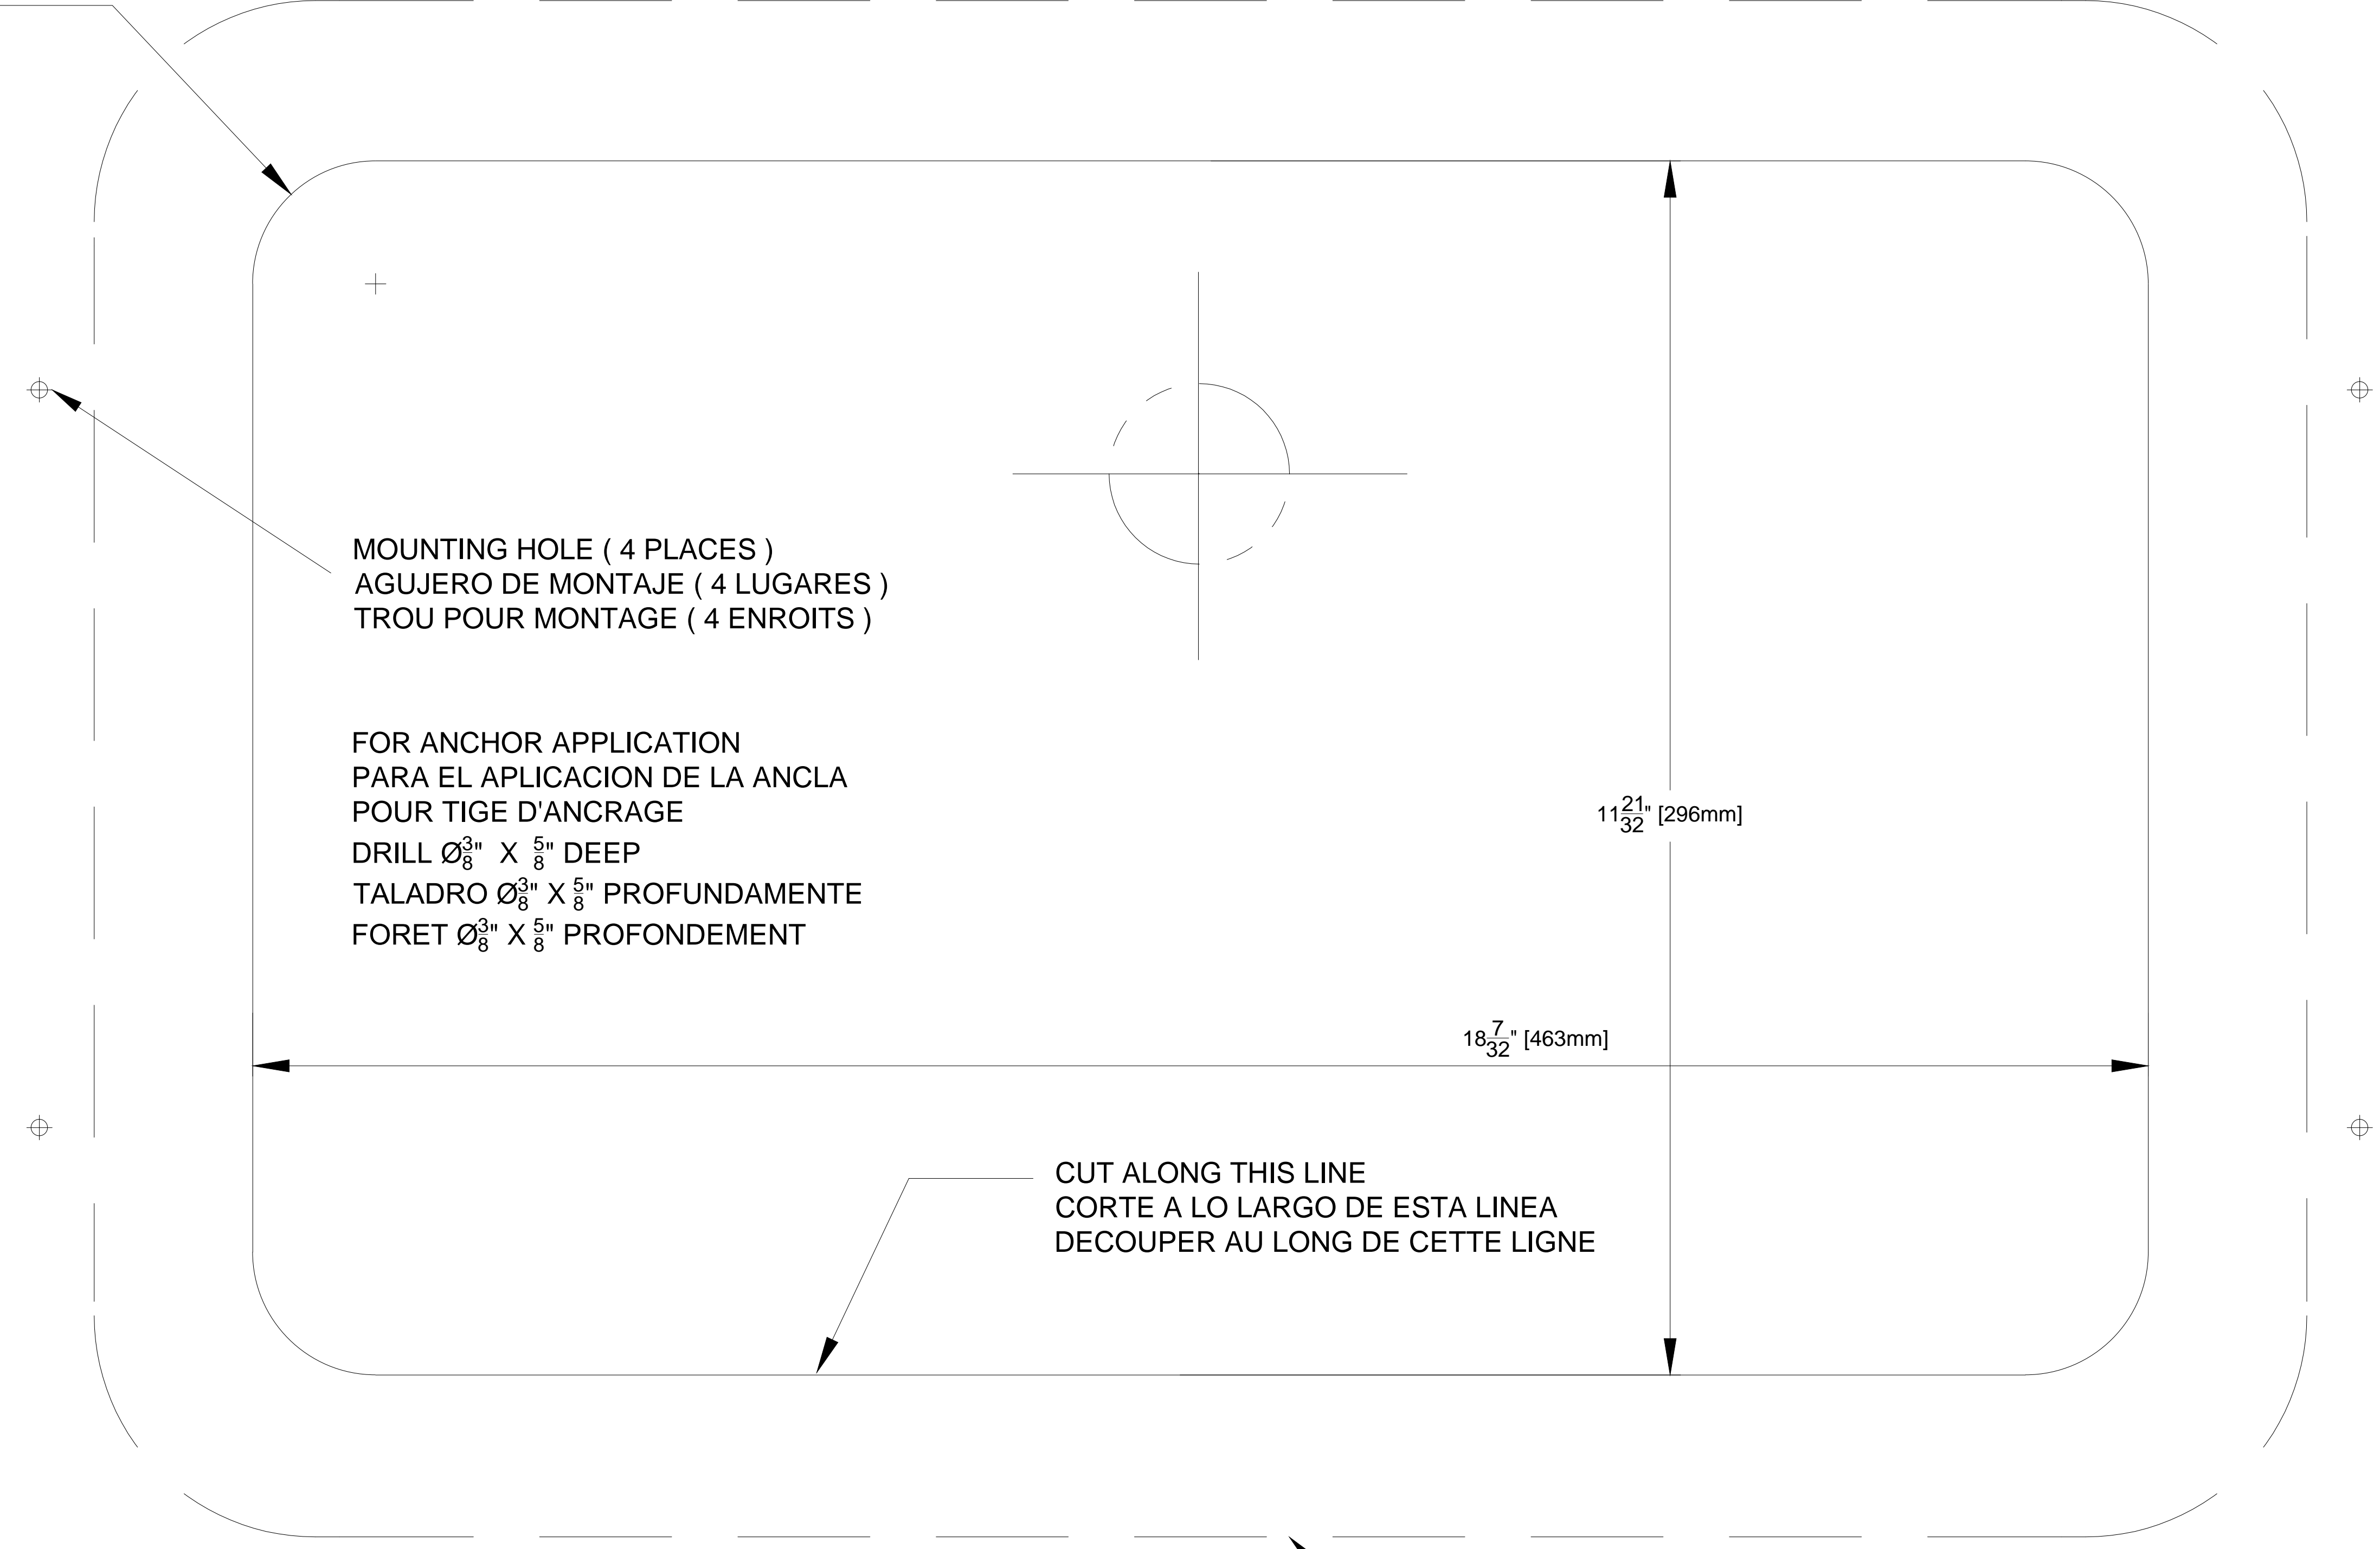 MOUNTING HOLE ( 4 PLACES )
AGUJERO DE MONTAJE ( 4 LUGARES )
TROU POUR MONTAGE ( 4 ENROITS )
FOR ANCHOR APPLICATION
PARA EL APLICACION DE LA ANCLA
POUR TIGE D'ANCRAGE
DRILL Ø3/8" X 5/8" DEEP
TALADRO Ø3/8" X 5/8" PROFUNDAMENTE
FORET Ø3/8" X 5/8" PROFONDEMENT
11 21/32" [296mm]
18 7/32" [463mm]
CUT ALONG THIS LINE
CORTE A LO LARGO DE ESTA LINEA
DECOUPER AU LONG DE CETTE LIGNE